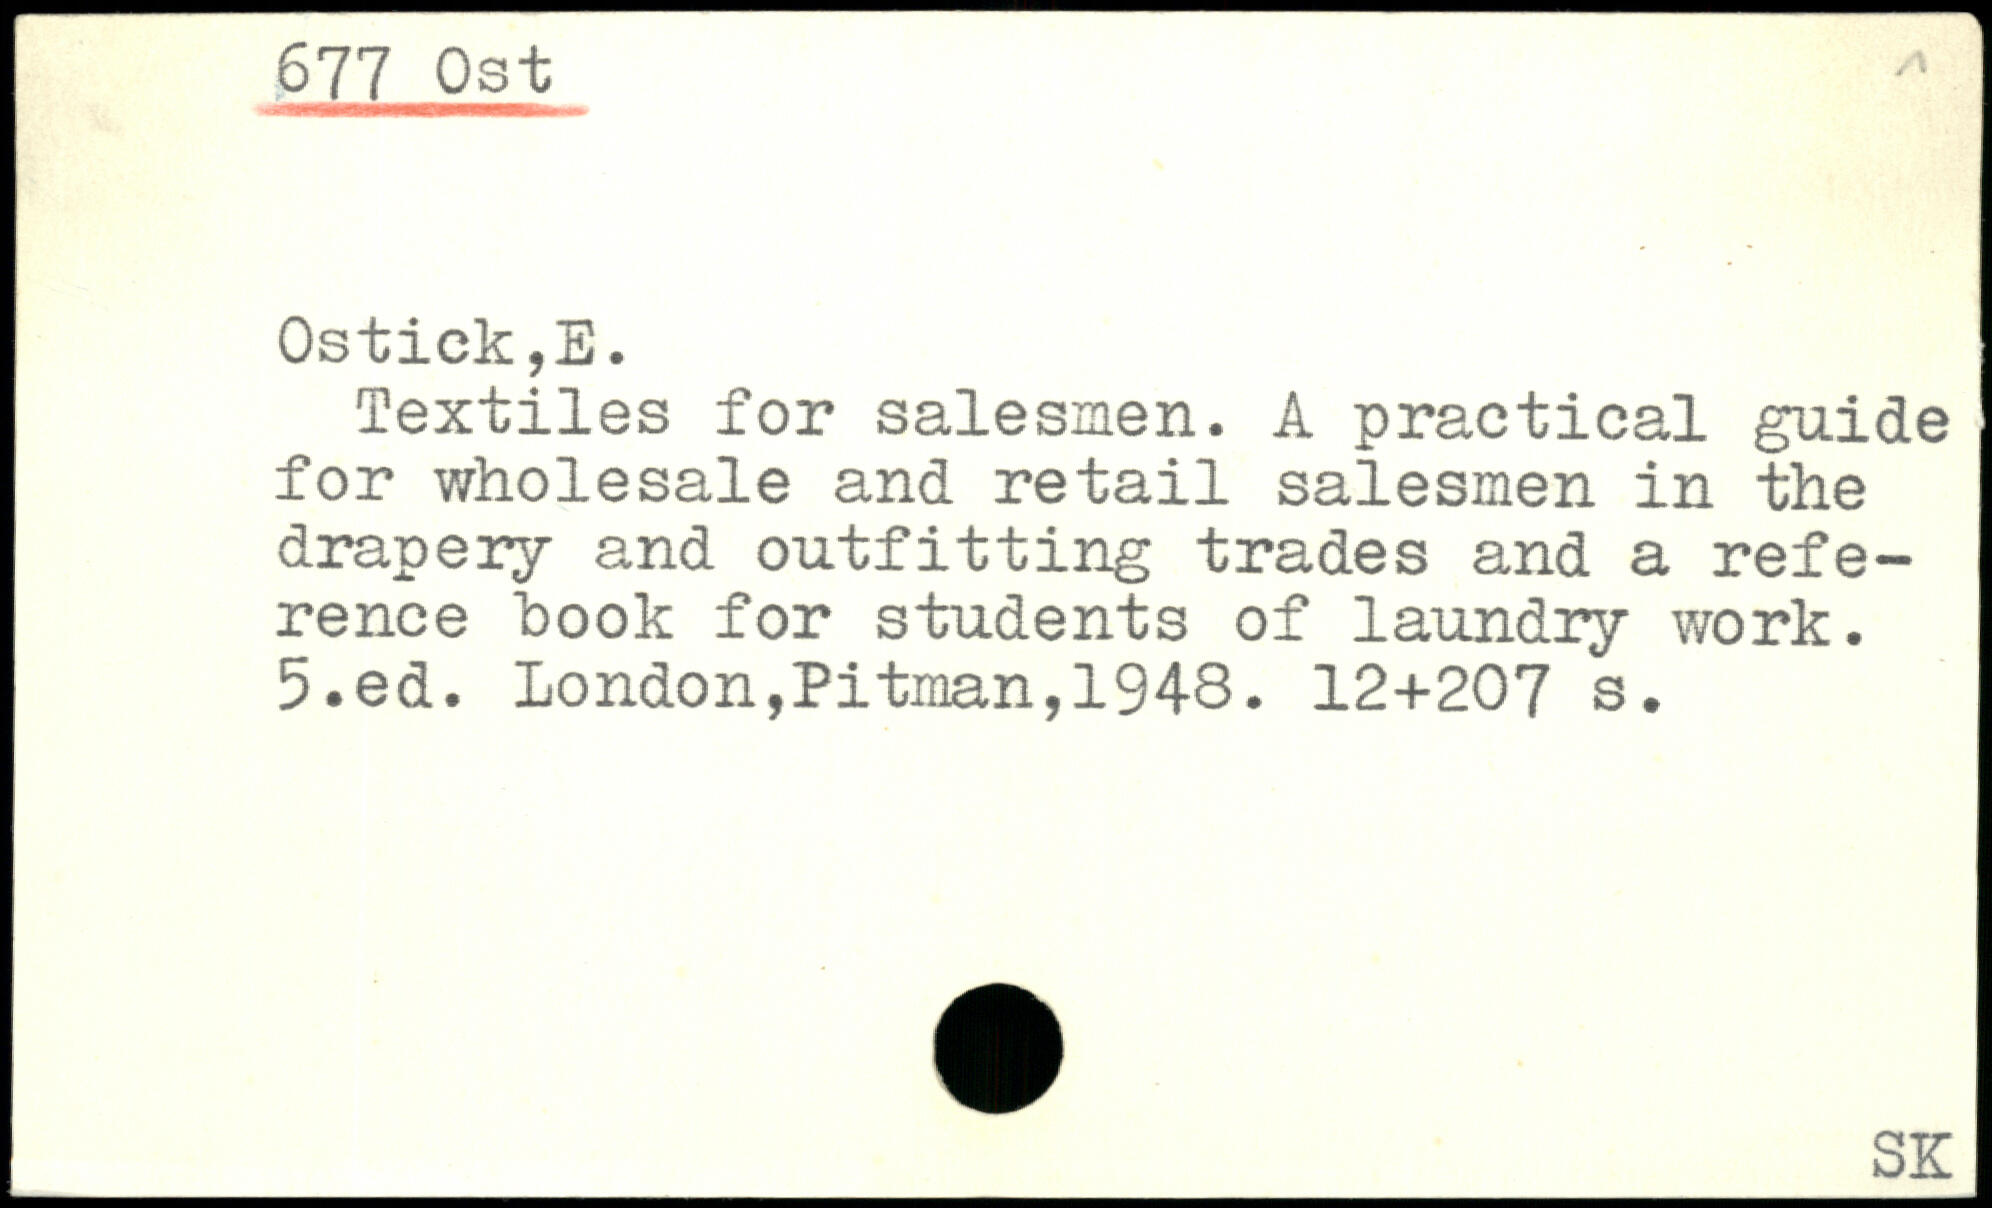 677 Ost
Ostick,E.
Textiles for salesmen. A practical guide
for wholesale and retail salesmen in the
drapery and outfitting trades and a refe-
rence book for students of laundry work.
5.ed. London,Pitman,1948. 12+207 s.
SK